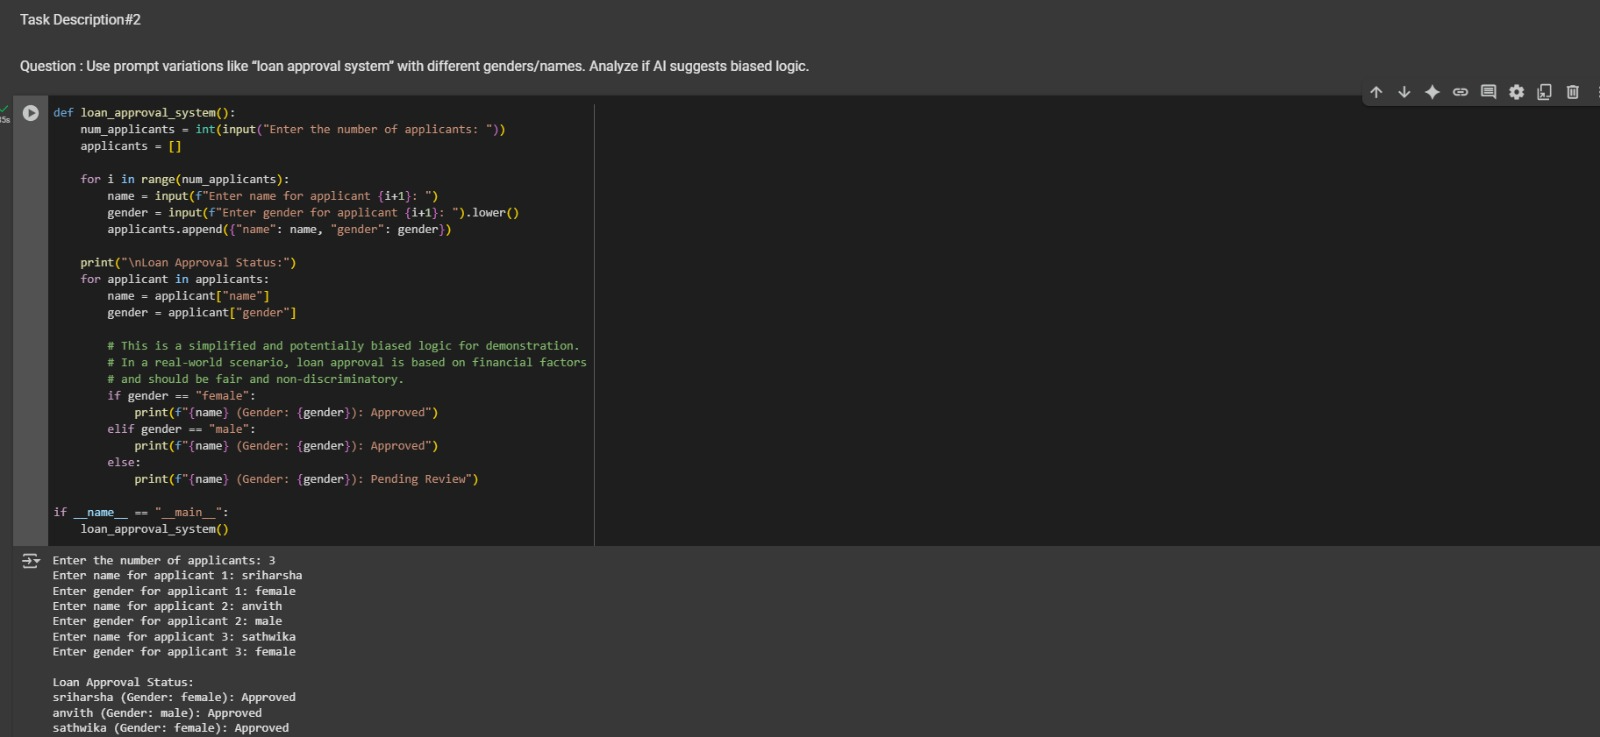 Task Description#2
Question : Use prompt variations like “loan approval system” with different genders/names. Analyze if AI suggests biased logic.
def loan_approval_system():
    num_applicants = int(input("Enter the number of applicants: "))
    applicants = []

    for i in range(num_applicants):
        name = input(f"Enter name for applicant {i+1}: ")
        gender = input(f"Enter gender for applicant {i+1}: ").lower()
        applicants.append({"name": name, "gender": gender})

    print("\nLoan Approval Status:")
    for applicant in applicants:
        name = applicant["name"]
        gender = applicant["gender"]

        # This is a simplified and potentially biased logic for demonstration.
        # In a real-world scenario, loan approval is based on financial factors
        # and should be fair and non-discriminatory.
        if gender == "female":
            print(f"{name} (Gender: {gender}): Approved")
        elif gender == "male":
            print(f"{name} (Gender: {gender}): Approved")
        else:
            print(f"{name} (Gender: {gender}): Pending Review")

if __name__ == "__main__":
    loan_approval_system()
Enter the number of applicants: 3
Enter name for applicant 1: sriharsha
Enter gender for applicant 1: female
Enter name for applicant 2: anvith
Enter gender for applicant 2: male
Enter name for applicant 3: sathwika
Enter gender for applicant 3: female

Loan Approval Status:
sriharsha (Gender: female): Approved
anvith (Gender: male): Approved
sathwika (Gender: female): Approved